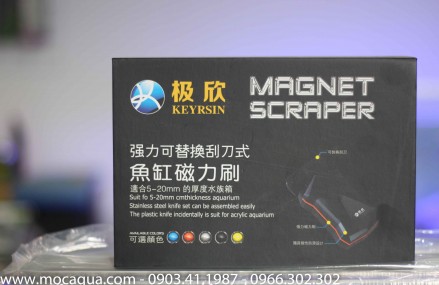 极欣
KEYRSIN
MAGNET
SCRAPER
强力可替換刮刀式
魚缸磁力刷
適合5-20mm 的厚度水族箱
Suit fo 5-20mm cmthickness aquarium
Stainless steel knife set can be assembled easily
The plastic knife incidentally is suit for acrylic aquarium
AVAILABLE COLORS
可選顏色
www.mocaqua.com - 0903.41.1987 - 0966.302.302